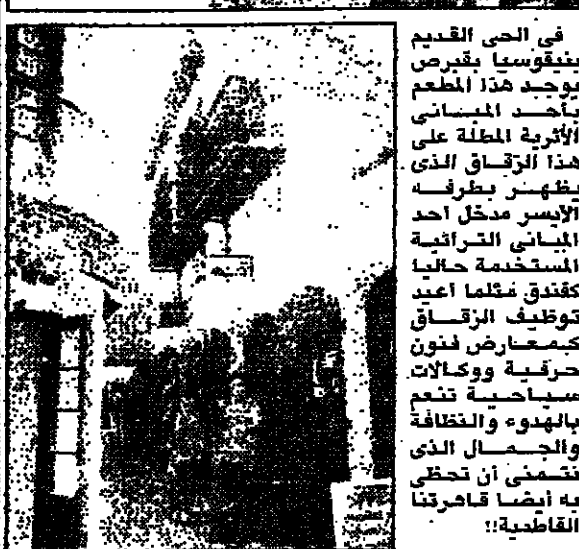 فى الحى القديم
بنيقوسيا بقبرص
يوجد هذا المطعم
بأحد المبانى
الأثرية المطلة على
هذا الزقاق الذى
يظهر بطرفه
الأيسر مدخل احد
المبانى التراثية
المستخدمة حاليا
كفندق مثلما أعيد
توظيف الزقاق
كمعارض فنون
حرفية ووكالات
سياحية تنعم
بالهدوء والنظافة
والجمال الذى
نتمنى أن تحظى
به أيضا قاهرتنا
الفاطمية!!